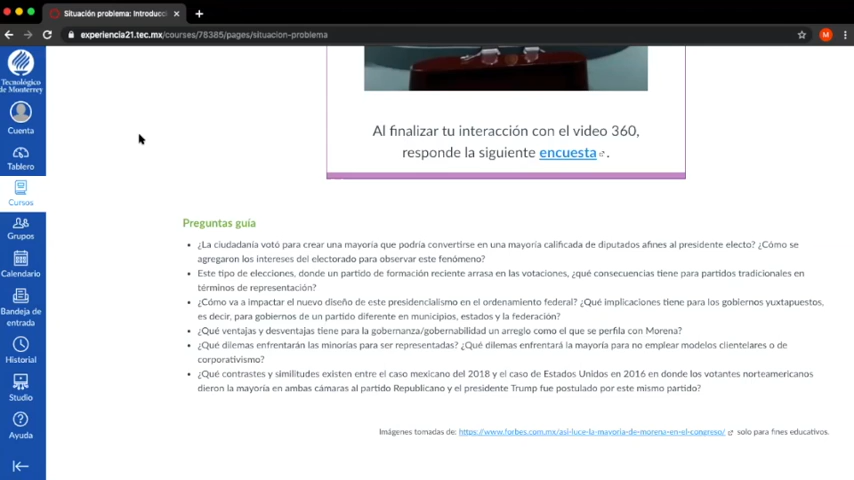 Situación problema: Introducci
experiencia21.tec.mx/courses/78385/pages/situacion-problema
M
Tecnológico
de Monterrey
Cuenta
Tablero
Cursos
Grupos
Calendario
Bandeja de
entrada
Historial
Studio
Ayuda
Al finalizar tu interacción con el video 360,
responde la siguiente encuesta.
Preguntas guía
• ¿La ciudadanía votó para crear una mayoría que podría convertirse en una mayoría calificada de diputados afines al presidente electo? ¿Cómo se
agregaron los intereses del electorado para observar este fenómeno?
• Este tipo de elecciones, donde un partido de formación reciente arrasa en las votaciones, ¿qué consecuencias tiene para partidos tradicionales en
términos de representación?
• ¿Cómo va a impactar el nuevo diseño de este presidencialismo en el ordenamiento federal? ¿Qué implicaciones tiene para los gobiernos yuxtapuestos,
es decir, para gobiernos de un partido diferente en municipios, estados y la federación?
• ¿Qué ventajas y desventajas tiene para la gobernanza/gobernabilidad un arreglo como el que se perfila con Morena?
• ¿Qué dilemas enfrentarán las minorías para ser representadas? ¿Qué dilemas enfrentará la mayoría para no emplear modelos clientelares o de
corporativismo?
• ¿Qué contrastes y similitudes existen entre el caso mexicano del 2018 y el caso de Estados Unidos en 2016 en donde los votantes norteamericanos
dieron la mayoría en ambas cámaras al partido Republicano y el presidente Trump fue postulado por este mismo partido?
Imágenes tomadas de: https://www.forbes.com.mx/asi-luce-la-mayoria-de-morena-en-el-congreso/ solo para fines educativos.